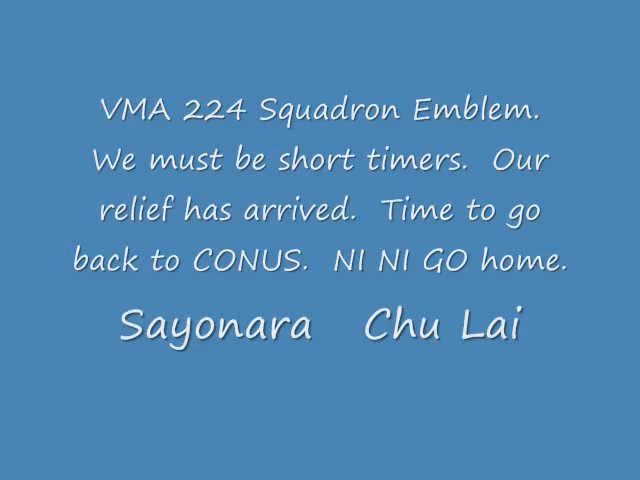 VMA 224 Squadron Emblem.
We must be short timers.  Our
relief has arrived.  Time to go
back to CONUS.  NI NI GO home.
Sayonara   Chu Lai